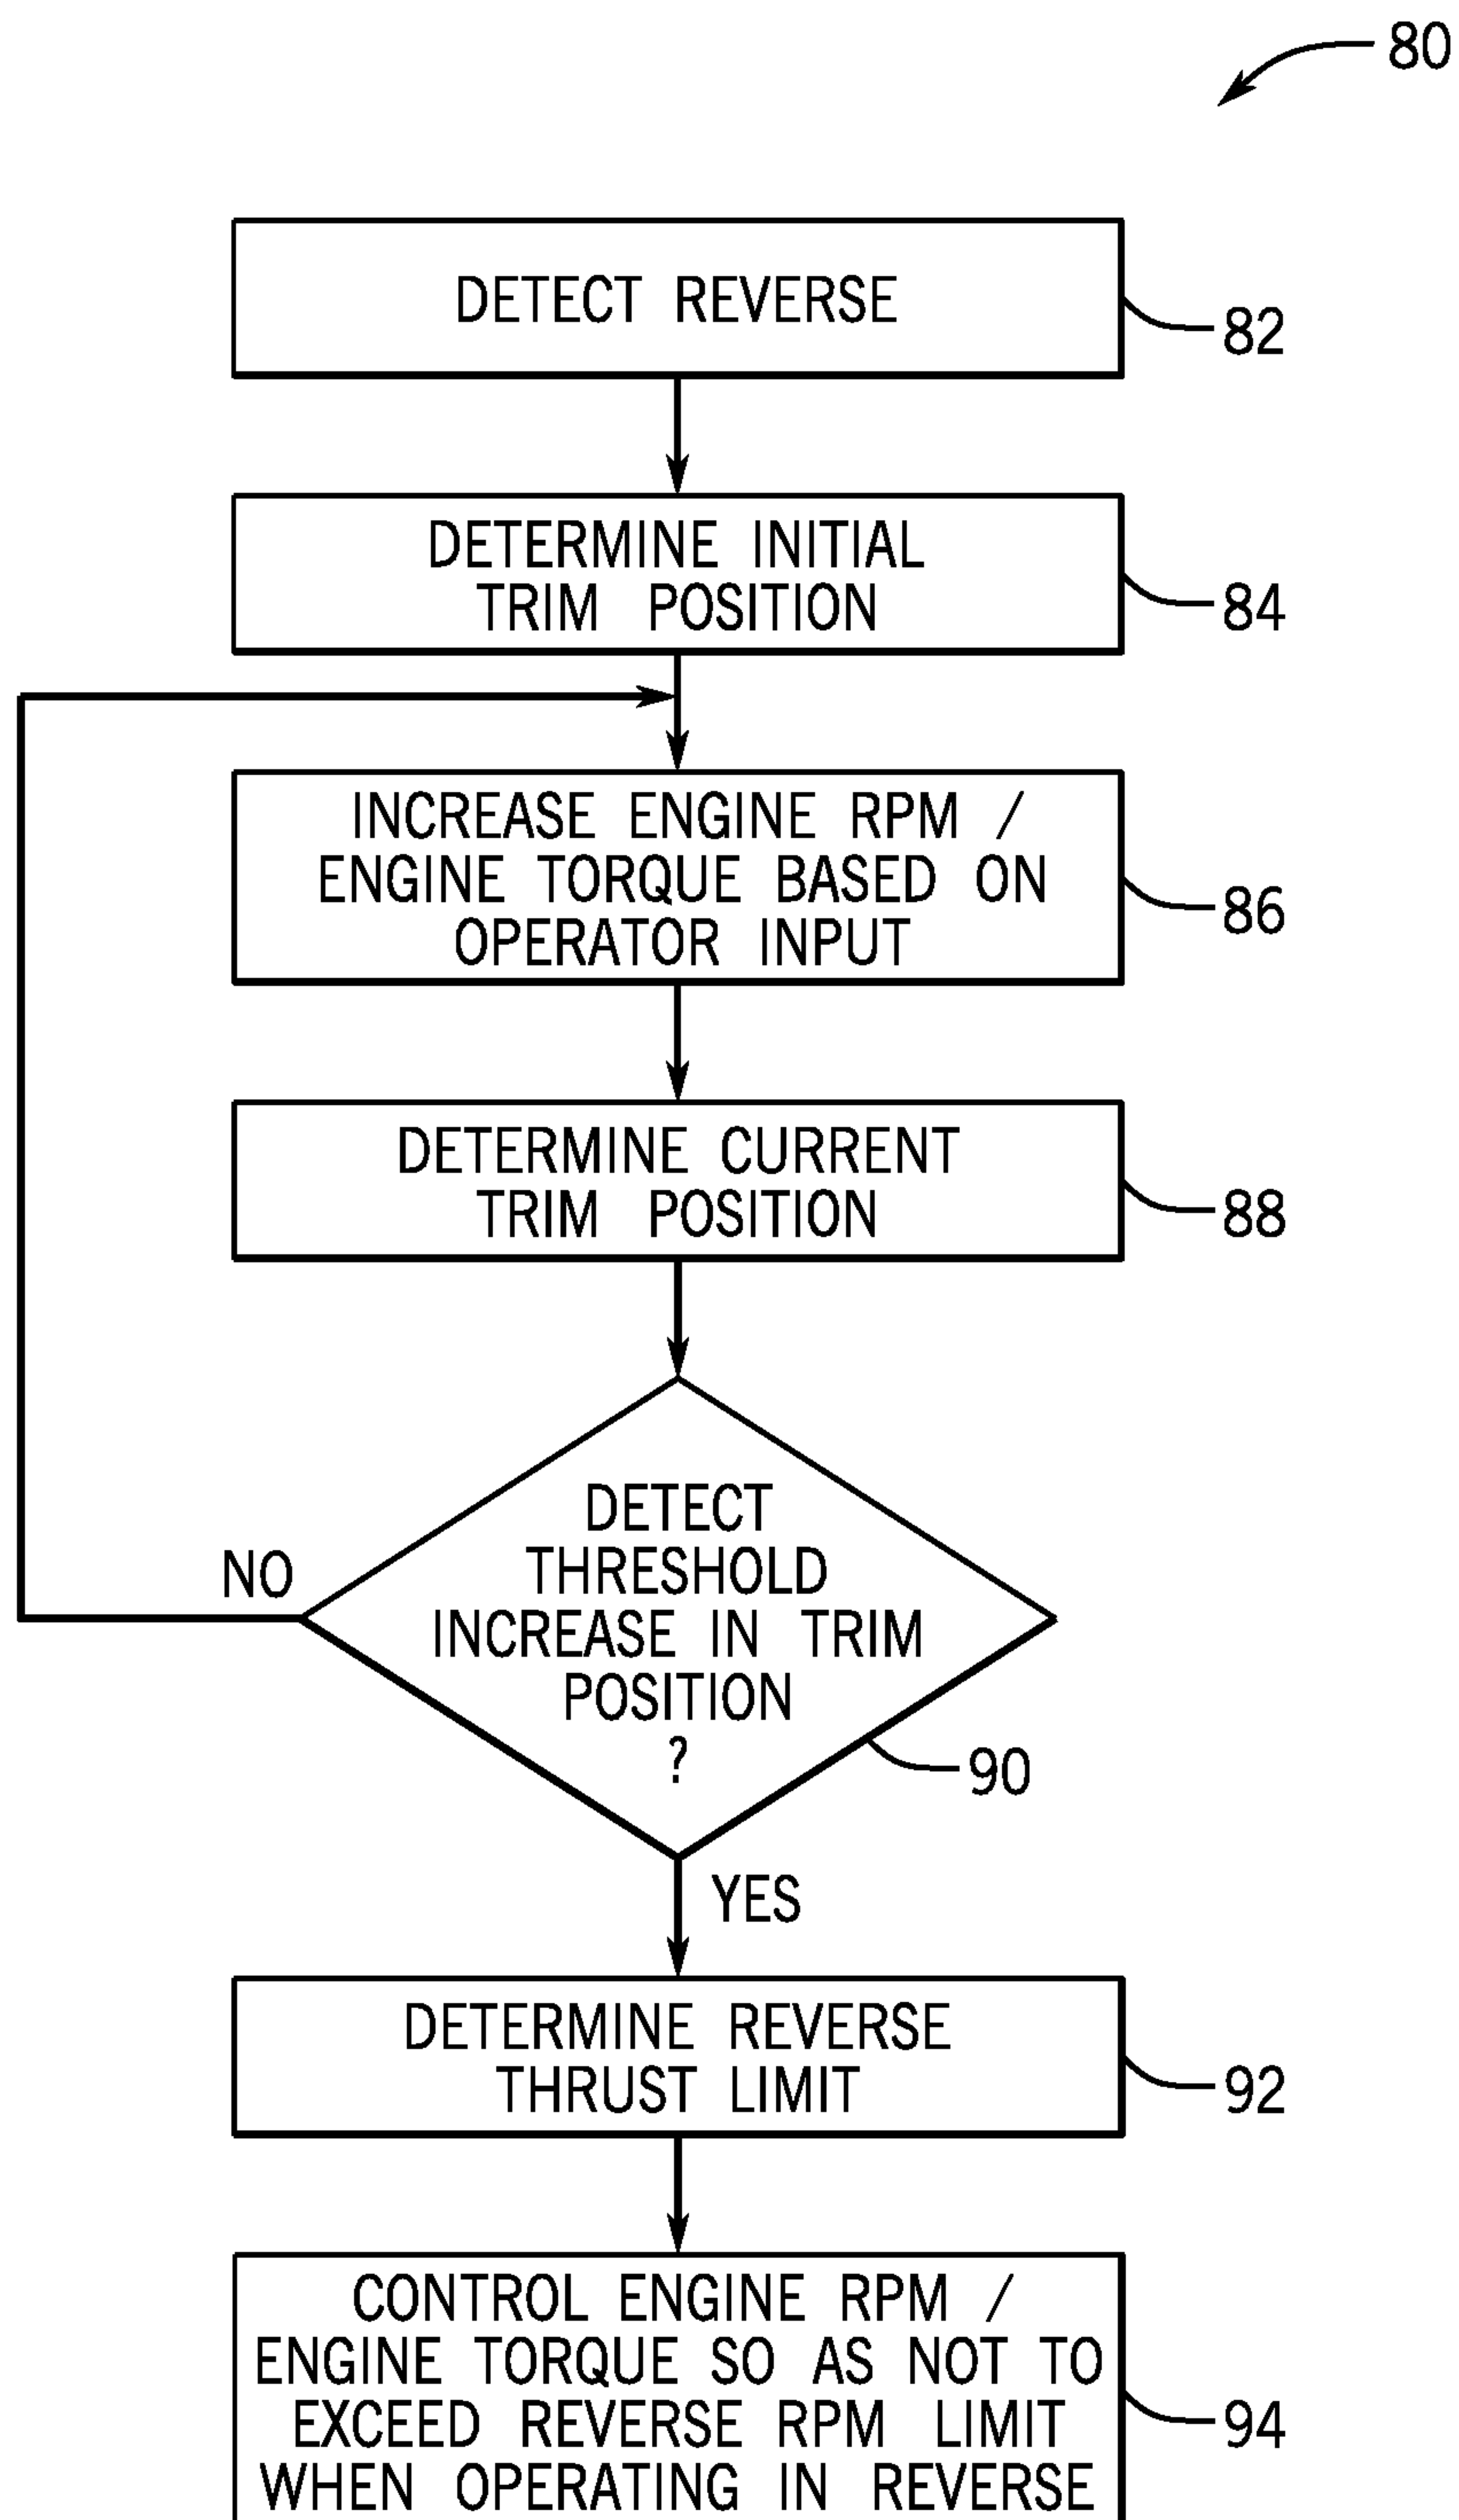 80
DETECT REVERSE
82
DETERMINE INITIAL
TRIM POSITION
84
INCREASE ENGINE RPM /
ENGINE TORQUE BASED ON
OPERATOR INPUT
86
DETERMINE CURRENT
TRIM POSITION
88
DETECT
THRESHOLD
INCREASE IN TRIM
POSITION
?
NO
90
YES
DETERMINE REVERSE
THRUST LIMIT
92
CONTROL ENGINE RPM /
ENGINE TORQUE SO AS NOT TO
EXCEED REVERSE RPM LIMIT
WHEN OPERATING IN REVERSE
94